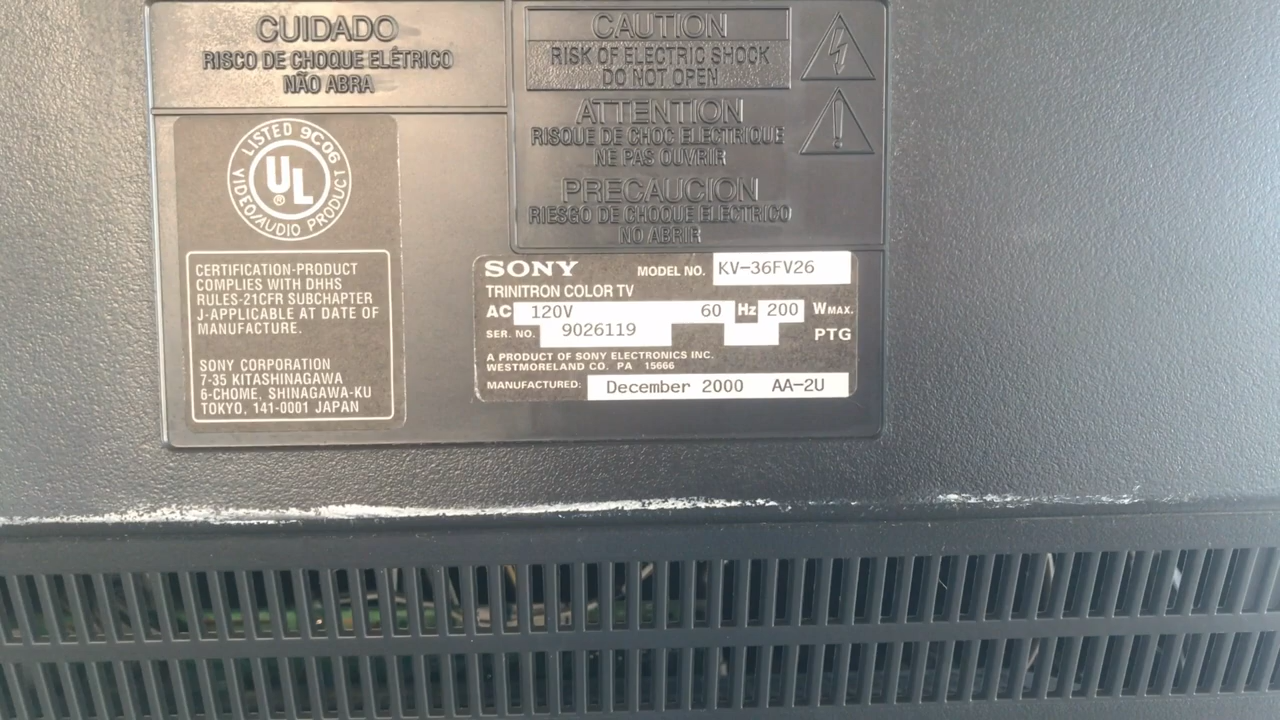 CUIDADO
RISCO DE CHOQUE ELÉTRICO
NÃO ABRA
CAUTION
RISK OF ELECTRIC SHOCK
DO NOT OPEN
ATTENTION
RISQUE DE CHOC ELECTRIQUE
NE PAS OUVRIR
PRECAUCION
RIESGO DE CHOQUE ELECTRICO
NO ABRIR
LISTED 9C06
UL®
VIDEO/AUDIO PRODUCT
CERTIFICATION-PRODUCT
COMPLIES WITH DHHS
RULES-21CFR SUBCHAPTER
J-APPLICABLE AT DATE OF
MANUFACTURE.
SONY CORPORATION
7-35 KITASHINAGAWA
6-CHOME, SHINAGAWA-KU
TOKYO, 141-0001 JAPAN
SONY MODEL NO. KV-36FV26
TRINITRON COLOR TV
AC 120V 60 Hz 200 WMAX.
SER. NO. 9026119 PTG
A PRODUCT OF SONY ELECTRONICS INC.
WESTMORELAND CO. PA 15666
MANUFACTURED: December 2000 AA-2U